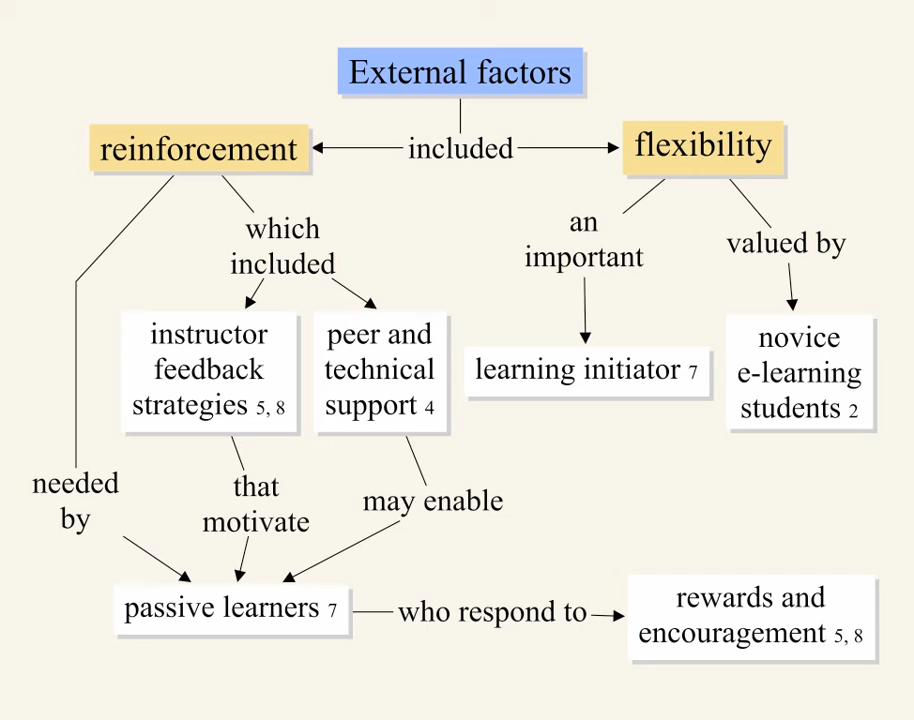 External factors
reinforcement
included
flexibility
which
included
an
important
valued by
instructor
feedback
strategies 5, 8
peer and
technical
support 4
learning initiator 7
novice
e-learning
students 2
needed
by
that
motivate
may enable
passive learners 7
who respond to
rewards and
encouragement 5, 8